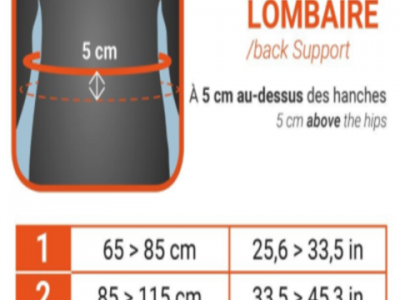 LOMBAIRE
/back Support
5 cm
À 5 cm au-dessus des hanches
5 cm above the hips
1 65 > 85 cm 25,6 > 33,5 in
2 85 > 115 cm 33,5 > 45,3 in